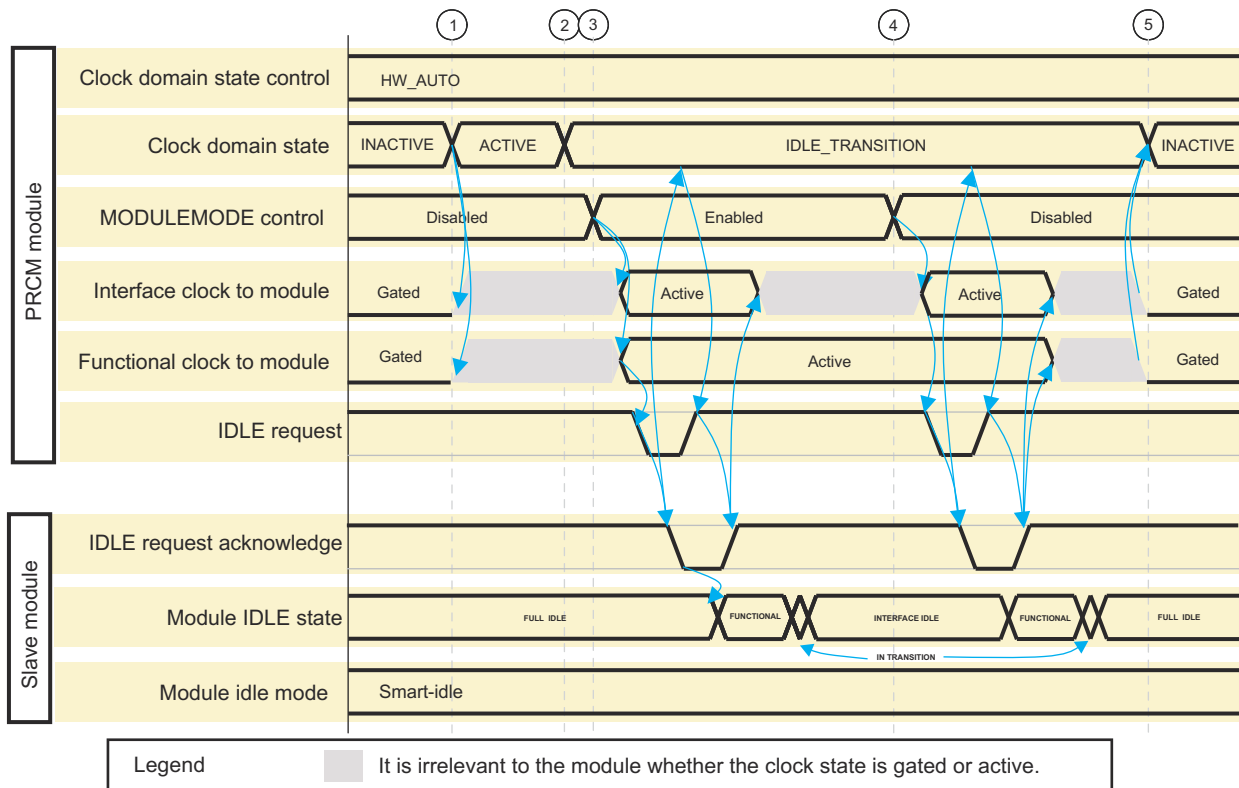 1 2 3 4 5
PRCM module
Clock domain state control
HW_AUTO
Clock domain state
INACTIVE ACTIVE IDLE_TRANSITION INACTIVE
MODULEMODE control
Disabled Enabled Disabled
Interface clock to module
Gated Active Active Gated
Functional clock to module
Gated Active Gated
IDLE request
Slave module
IDLE request acknowledge
Module IDLE state
FULL IDLE FUNCTIONAL INTERFACE IDLE FUNCTIONAL FULL IDLE
IN TRANSITION
Module idle mode
Smart-idle
Legend It is irrelevant to the module whether the clock state is gated or active.